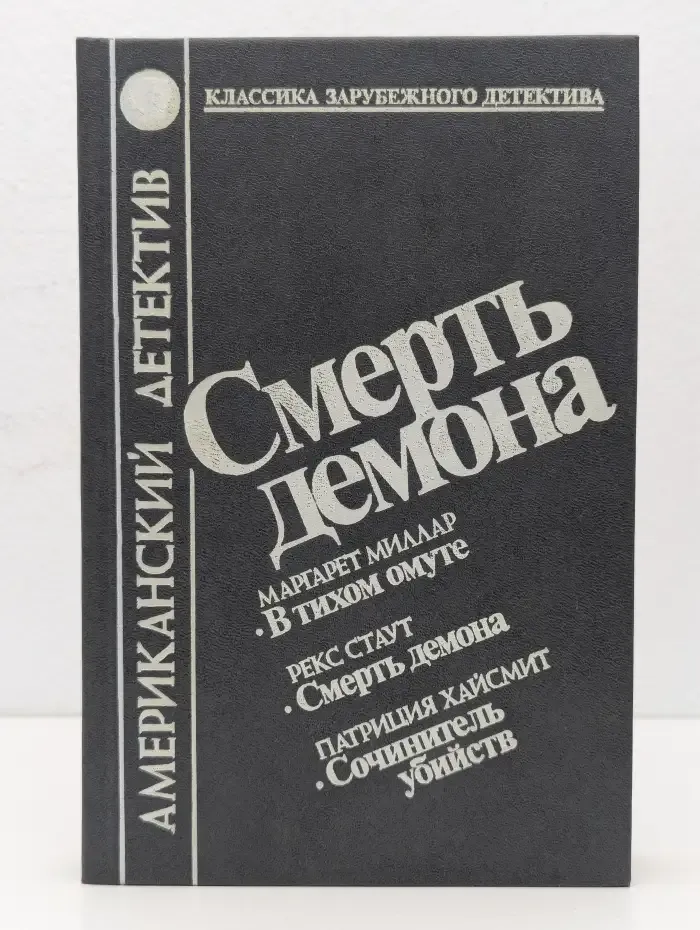 КЛАССИКА ЗАРУБЕЖНОГО ДЕТЕКТИВА
АМЕРИКАНСКИЙ ДЕТЕКТИВ
Смерть
демона
МАРГАРЕТ МИЛЛАР
• В тихом омуте
РЕКС СТАУТ
• Смерть демона
ПАТРИЦИЯ ХАЙСМИТ
• Сочинитель
убийств